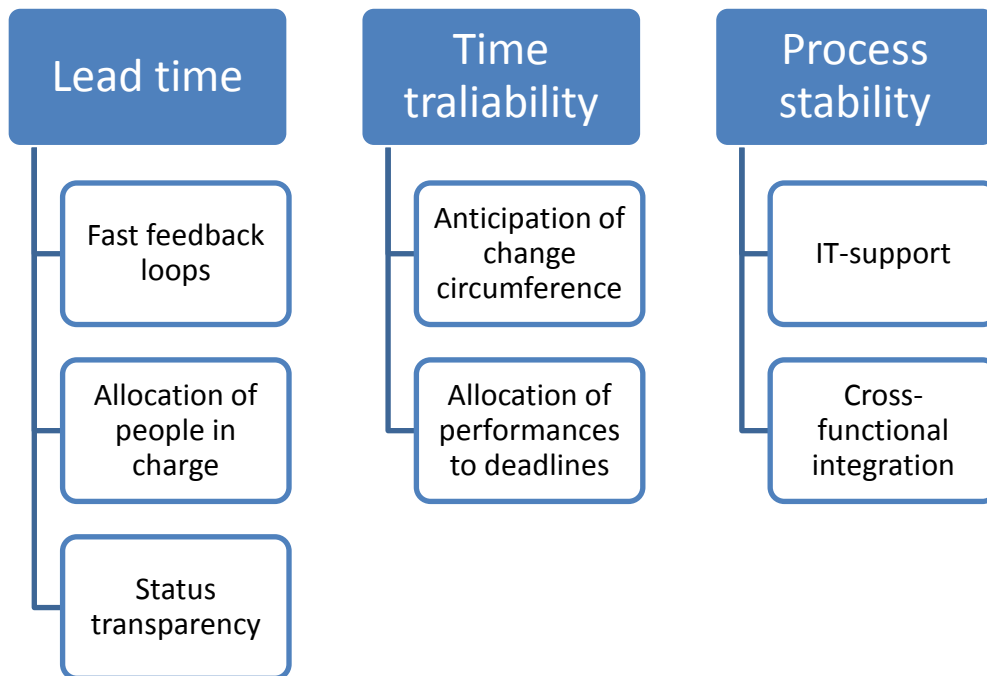 Lead time
Fast feedback
loops
Allocation of
people in
charge
Status
transparency
Time
traliability
Anticipation of
change
circumference
Allocation of
performances
to deadlines
Process
stability
IT-support
Cross-
functional
integration